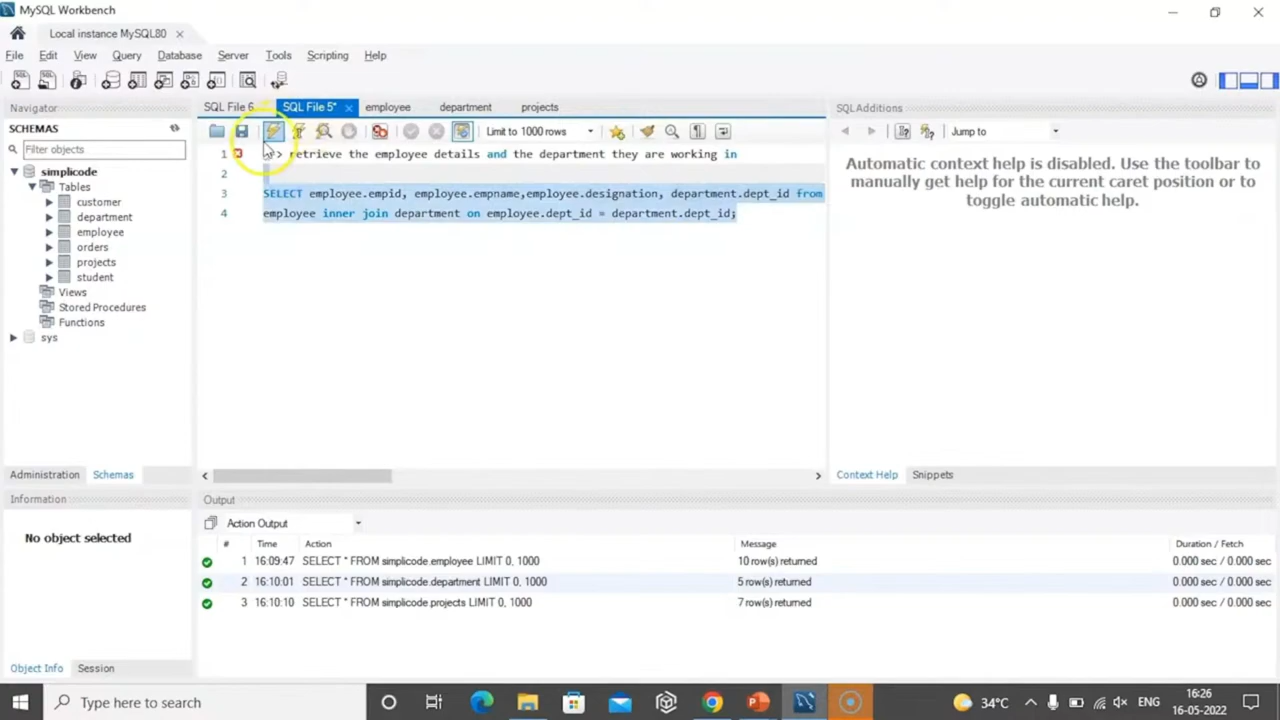 MySQL Workbench
Local instance MySQL80
File Edit View Query Database Server Tools Scripting Help
Navigator
SCHEMAS
Filter objects
simplicode
Tables
customer
department
employee
orders
projects
student
Views
Stored Procedures
Functions
sys
Administration Schemas
Information
No object selected
Object Info Session
SQL File 6 SQL File 5* employee department projects
Limit to 1000 rows
1 retrieve the employee details and the department they are working in
2
3 SELECT employee.empid, employee.empname,employee.designation, department.dept_id from
4 employee inner join department on employee.dept_id = department.dept_id;
SQLAdditions
Jump to
Automatic context help is disabled. Use the toolbar to
manually get help for the current caret position or to
toggle automatic help.
Context Help Snippets
Output
Action Output
# Time Action Message Duration / Fetch
1 16:09:47 SELECT * FROM simplicode.employee LIMIT 0, 1000 10 row(s) returned 0.000 sec / 0.000 sec
2 16:10:01 SELECT * FROM simplicode.department LIMIT 0, 1000 5 row(s) returned 0.000 sec / 0.000 sec
3 16:10:10 SELECT * FROM simplicode.projects LIMIT 0, 1000 7 row(s) returned 0.000 sec / 0.000 sec
Type here to search
34°C
ENG
16:26
16-05-2022